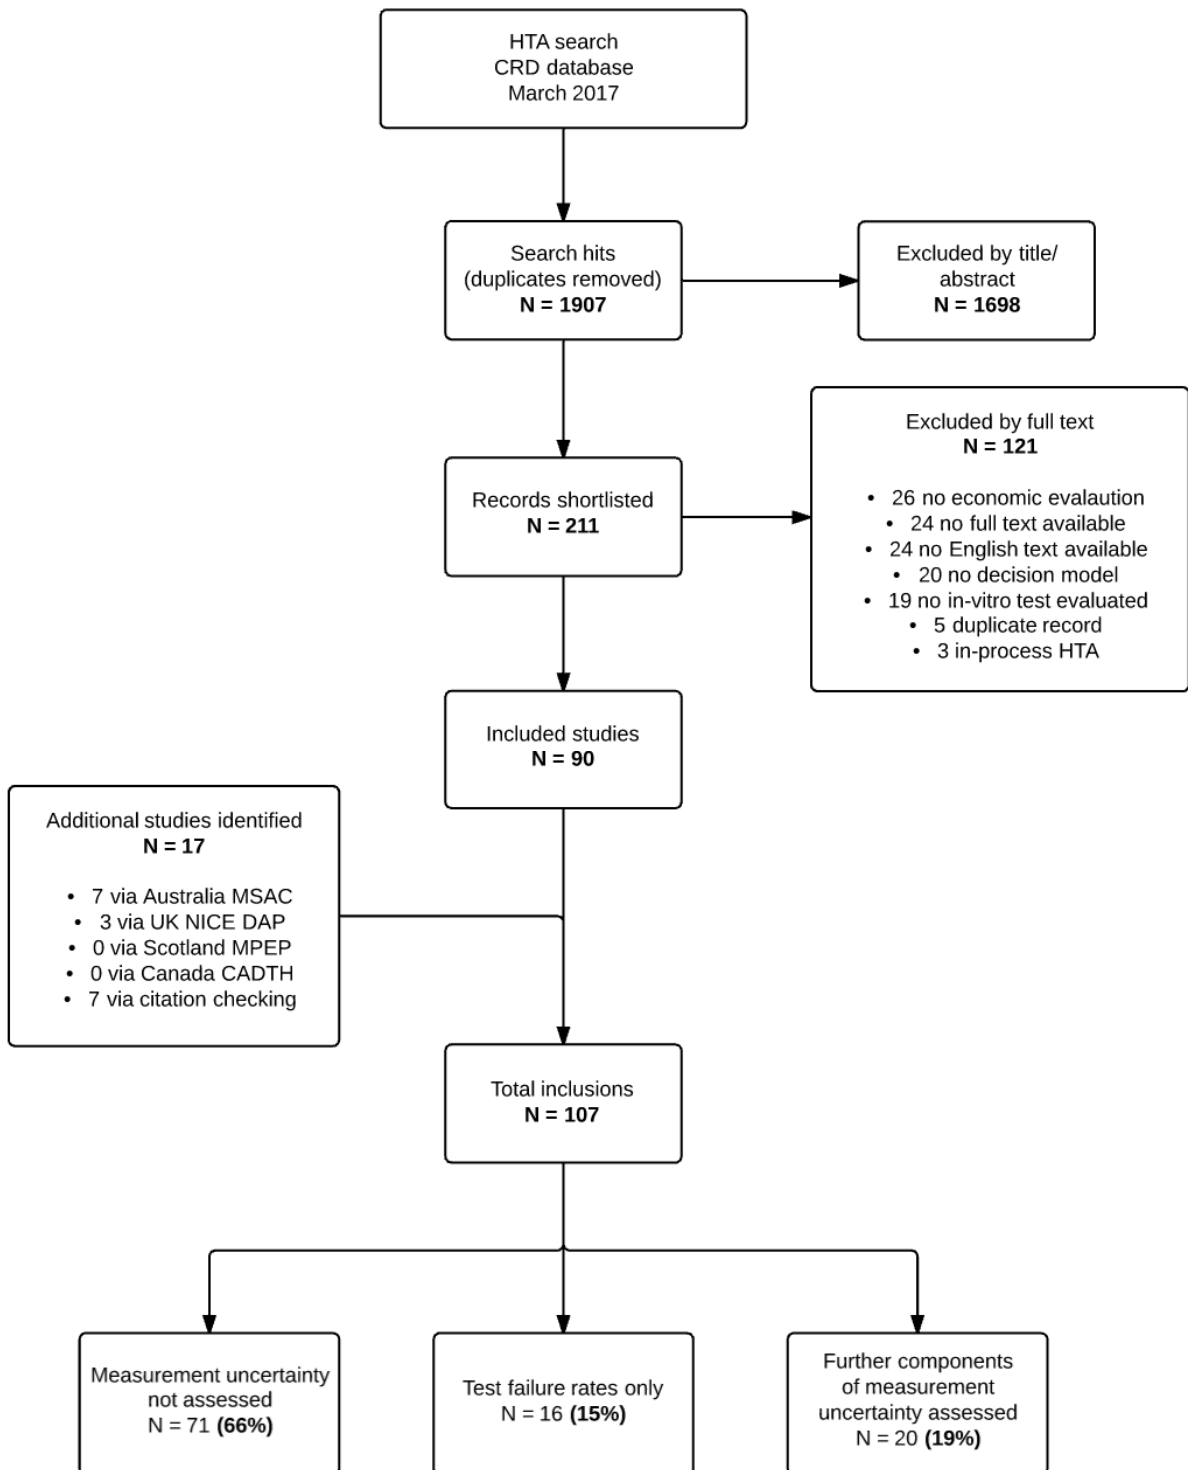 HTA search
CRD database
March 2017
Search hits
(duplicates removed)
N = 1907
Excluded by title/
abstract
N = 1698
Records shortlisted
N = 211
Excluded by full text
N = 121
• 26 no economic evalaution
• 24 no full text available
• 24 no English text available
• 20 no decision model
• 19 no in-vitro test evaluated
• 5 duplicate record
• 3 in-process HTA
Included studies
N = 90
Additional studies identified
N = 17
• 7 via Australia MSAC
• 3 via UK NICE DAP
• 0 via Scotland MPEP
• 0 via Canada CADTH
• 7 via citation checking
Total inclusions
N = 107
Measurement uncertainty
not assessed
N = 71 (66%)
Test failure rates only
N = 16 (15%)
Further components
of measurement
uncertainty assessed
N = 20 (19%)